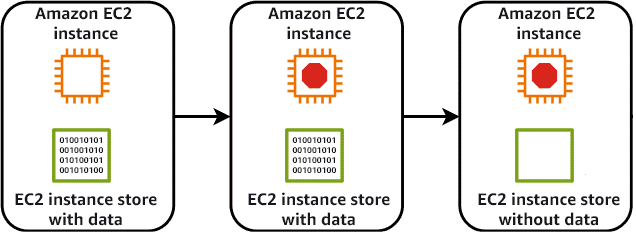 Amazon EC2
instance
010010101
001001010
010100101
001010100
EC2 instance store
with data
Amazon EC2
instance
010010101
001001010
010100101
001010100
EC2 instance store
with data
Amazon EC2
instance
EC2 instance store
without data